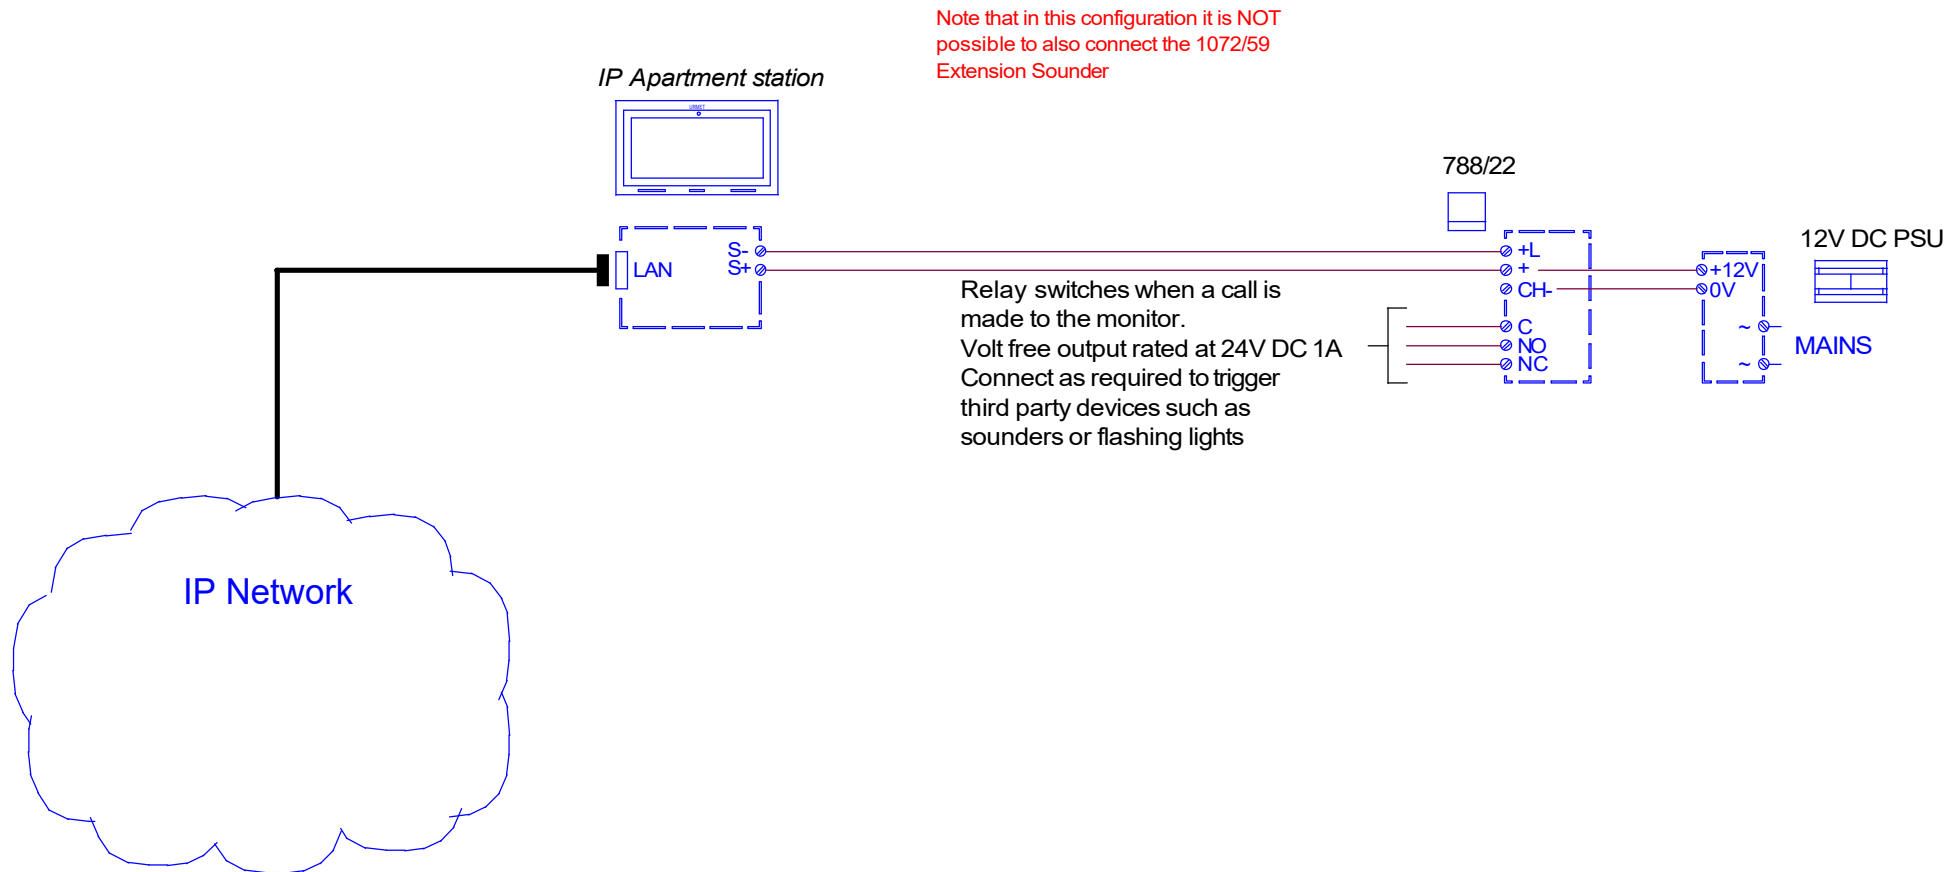 Note that in this configuration it is NOT
possible to also connect the 1072/59
Extension Sounder
IP Apartment station
URMET
788/22
12V DC PSU
S-
S+
LAN
+L
+
CH-
C
NO
NC
+12V
0V
~
~
MAINS
Relay switches when a call is
made to the monitor.
Volt free output rated at 24V DC 1A
Connect as required to trigger
third party devices such as
sounders or flashing lights
IP Network